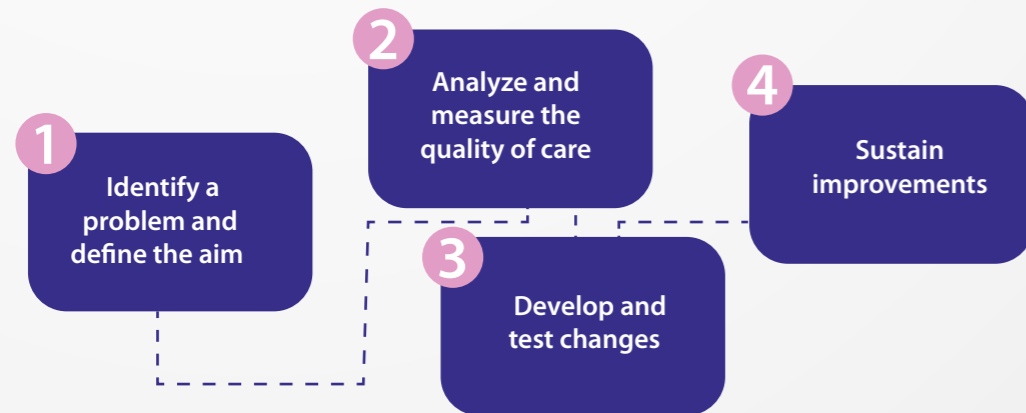 1
Identify a
problem and
define the aim
2
Analyze and
measure the
quality of care
3
Develop and
test changes
4
Sustain
improvements